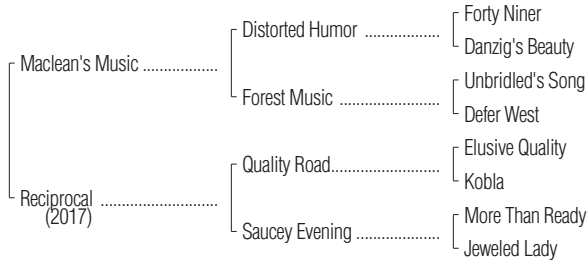 Forty Niner
Distorted Humor ..................
Danzig's Beauty
Maclean's Music ..................
Unbridled's Song
Forest Music ........................
Defer West
Elusive Quality
Quality Road..........................
Kobla
Reciprocal ............................
(2017)
More Than Ready
Saucey Evening ....................
Jeweled Lady